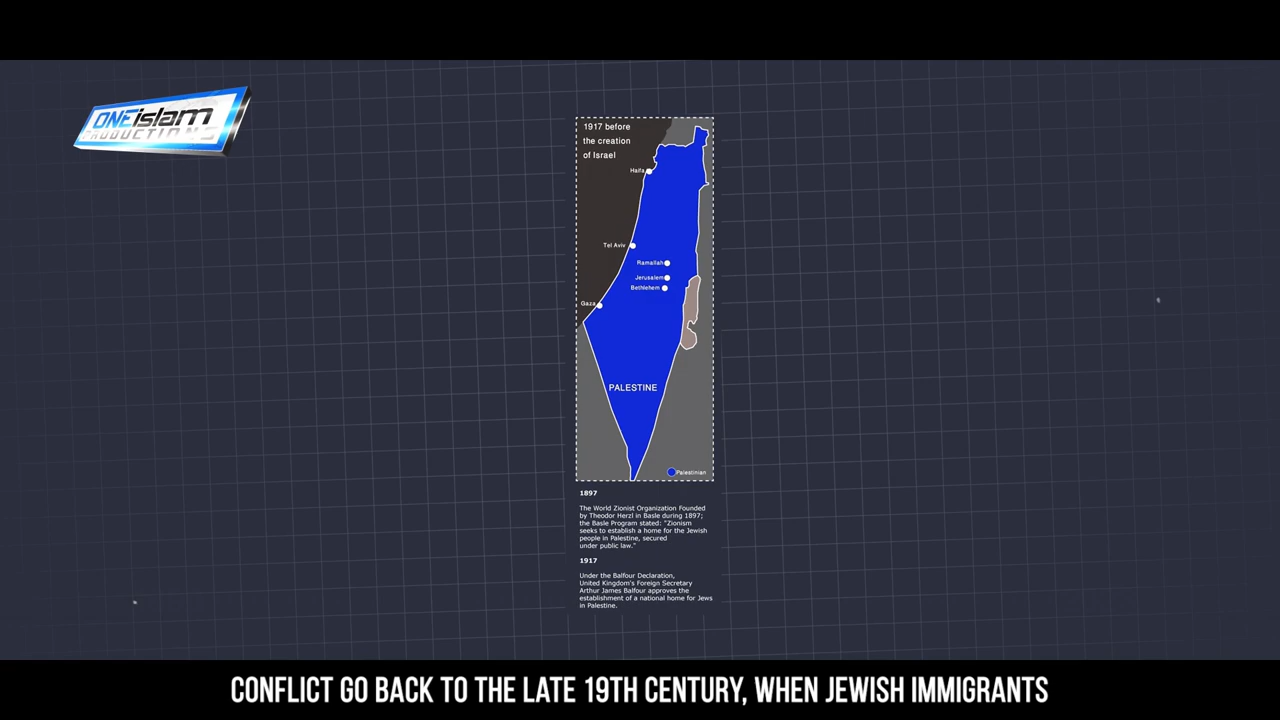 ONEislam
PRODUCTIONS
1917 before
the creation
of Israel
Haifa
Tel Aviv
Ramallah
Jerusalem
Bethlehem
Gaza
PALESTINE
Palestinian
1897
The World Zionist Organization Founded
by Theodor Herzl in Basle during 1897;
the Basle Program stated: "Zionism
seeks to establish a home for the Jewish
people in Palestine, secured
under public law."
1917
Under the Balfour Declaration,
United Kingdom's Foreign Secretary
Arthur James Balfour approves the
establishment of a national home for Jews
in Palestine.
CONFLICT GO BACK TO THE LATE 19TH CENTURY, WHEN JEWISH IMMIGRANTS